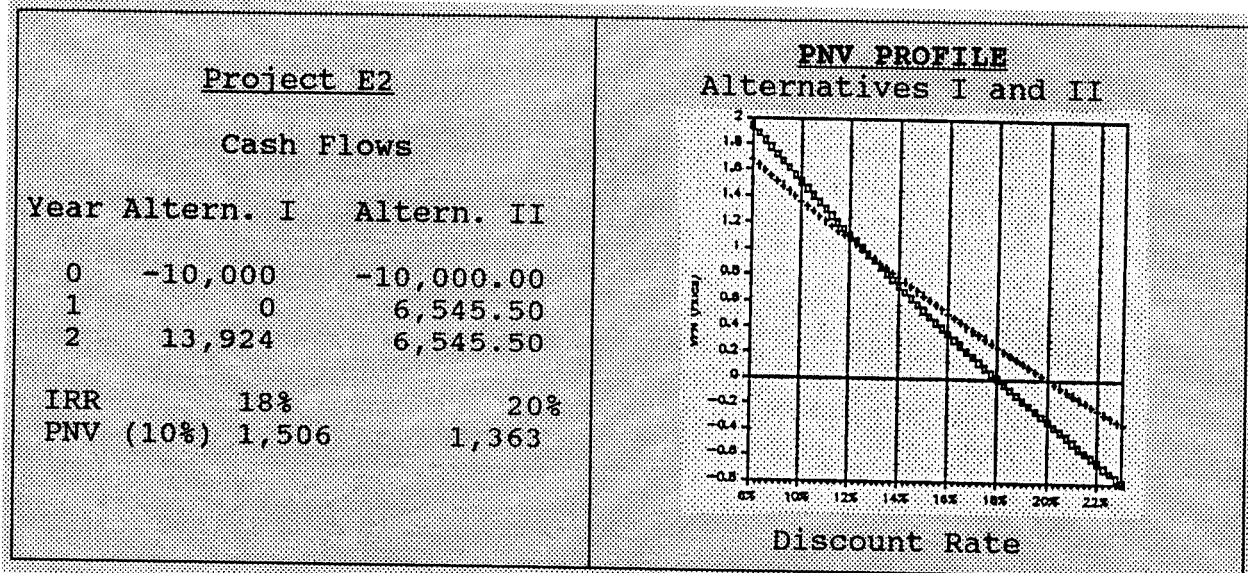 Project E2
Cash Flows
Year Altern. I Altern. II
0 -10,000 -10,000.00
1 0 6,545.50
2 13,924 6,545.50
IRR 18% 20%
PNV (10%) 1,506 1,363
PNV PROFILE
Alternatives I and II
2
1.8
1.6
1.4
1.2
1
0.8
0.6
0.4
0.2
0
-0.2
-0.4
-0.6
-0.8
8% 10% 12% 14% 16% 18% 20% 22%
Discount Rate